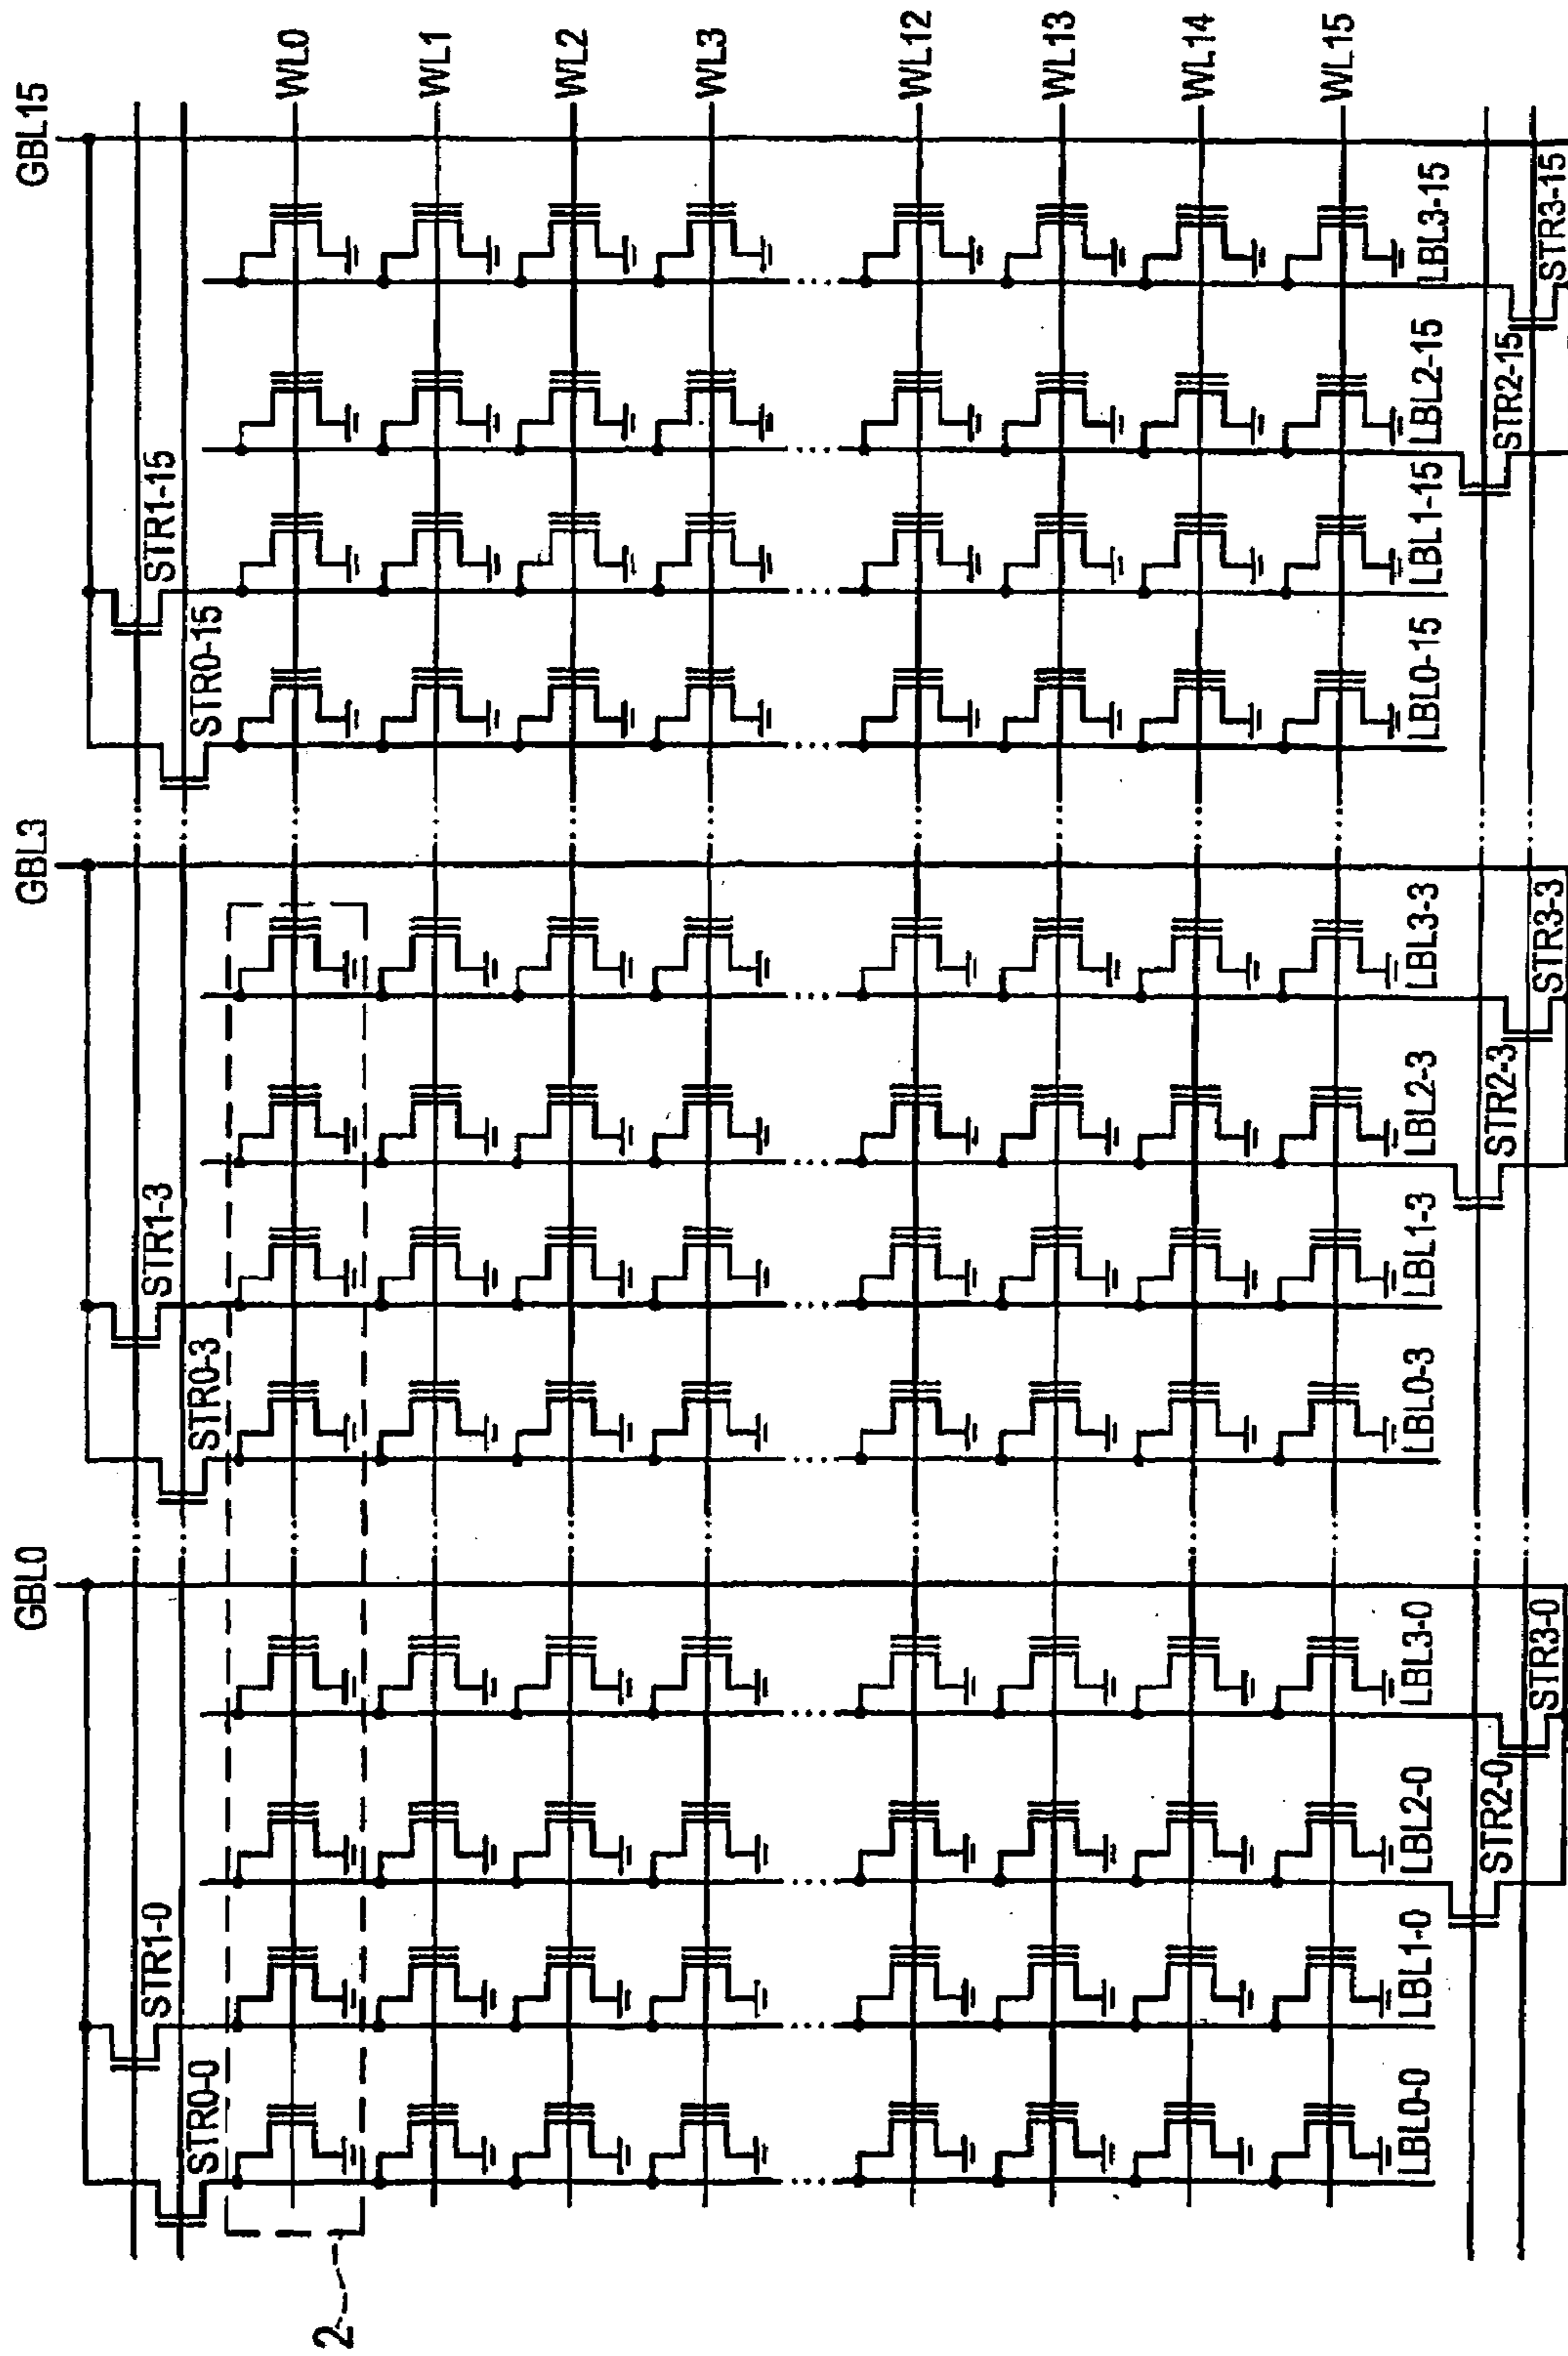 GBL0
GBL3
GBL15
STR1-0
STR1-3
STR1-15
STR0-0
STR0-3
STR0-15
2
WL0
WL1
WL2
WL3
WL12
WL13
WL14
WL15
LBL0-0
LBL1-0
LBL2-0
LBL3-0
LBL0-3
LBL1-3
LBL2-3
LBL3-3
LBL0-15
LBL1-15
LBL2-15
LBL3-15
STR2-0
STR2-3
STR2-15
STR3-0
STR3-3
STR3-15